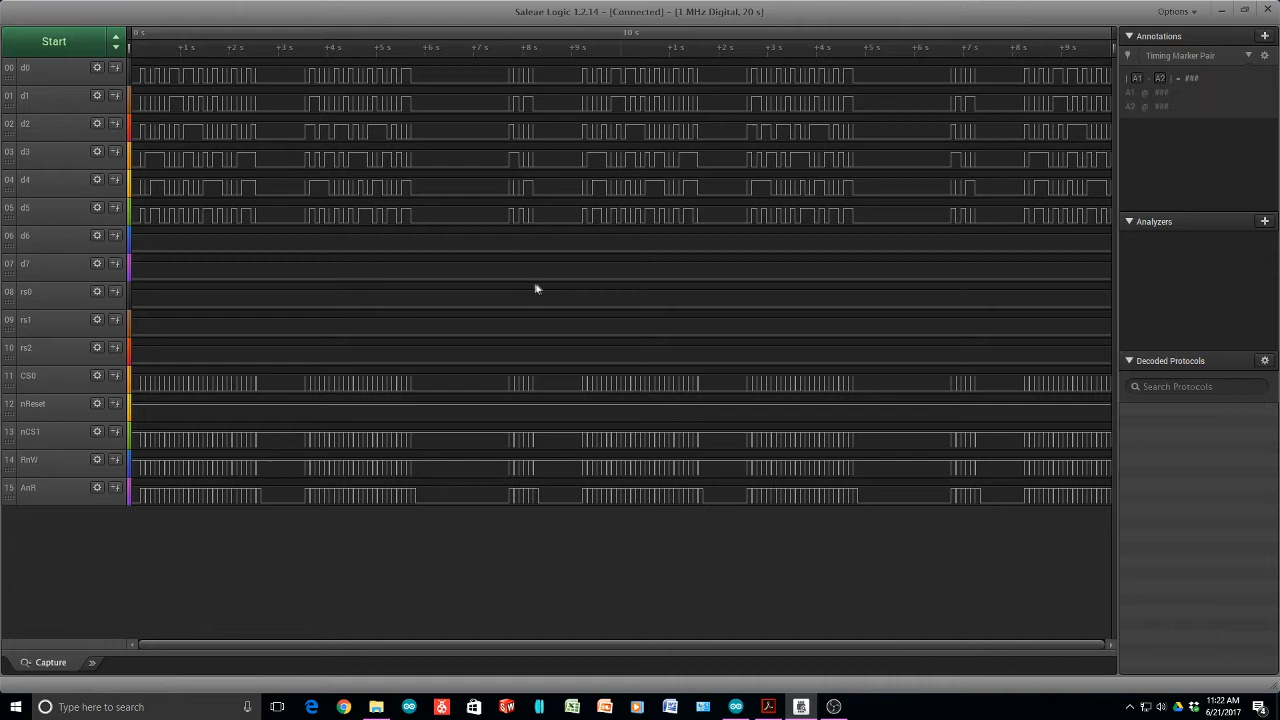 Saleae Logic 1.2.14 - [Connected] - [1 MHz Digital, 20 s]
Options
Start
0 s
10 s
+1 s +2 s +3 s +4 s +5 s +6 s +7 s +8 s +9 s +1 s +2 s +3 s +4 s +5 s +6 s +7 s +8 s +9 s
00 d0
01 d1
02 d2
03 d3
04 d4
05 d5
06 d6
07 d7
08 rs0
09 rs1
10 rs2
11 CS0
12 nReset
13 nCS1
14 RnW
15 AnR
Annotations
Timing Marker Pair
| A1 - A2 | = ###
A1 @ ###
A2 @ ###
Analyzers
Decoded Protocols
Search Protocols
Capture
Type here to search
11:22 AM
6/21/2017